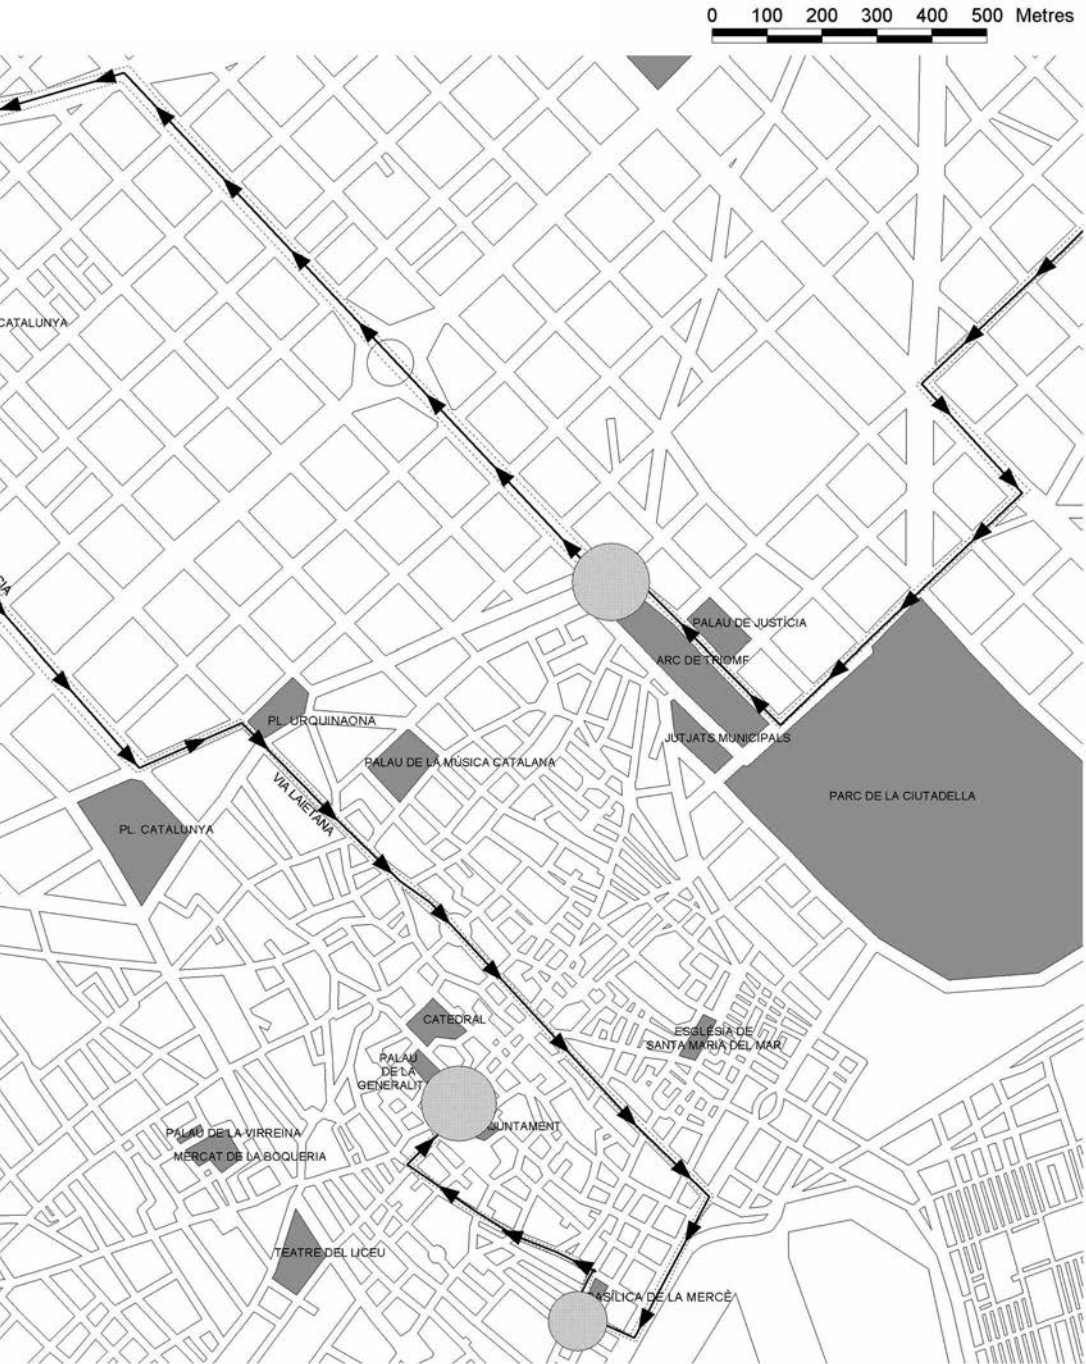 0 100 200 300 400 500 Metres
CATALUNYA
PALAU DE JUSTÍCIA
ARC DE TRIOMF
PL. URQUINAONA
JUTJATS MUNICIPALS
PALAU DE LA MÚSICA CATALANA
PARC DE LA CIUTADELLA
VIA LAIETANA
PL. CATALUNYA
CATEDRAL
ESGLÉSIA DE
SANTA MARIA DEL MAR
PALAU
DE LA
GENERALIT
AJUNTAMENT
PALAU DE LA VIRREINA
MERCAT DE LA BOQUERIA
TEATRE DEL LICEU
BASÍLICA DE LA MERCÈ